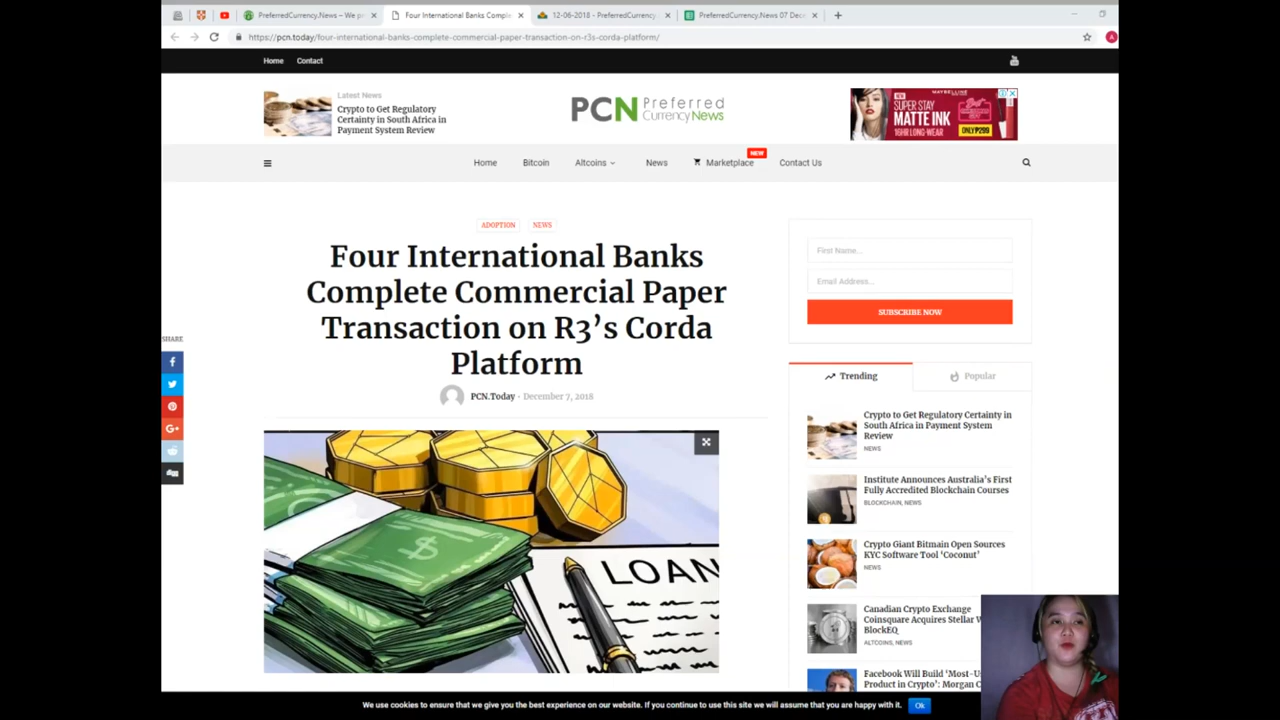 PreferredCurrency.News – We pr
Four International Banks Comple
12-06-2018 - PreferredCurrency
PreferredCurrency.News 07 Dec
https://pcn.today/four-international-banks-complete-commercial-paper-transaction-on-r3s-corda-platform/
A
Home
Contact
Latest News
Crypto to Get Regulatory
Certainty in South Africa in
Payment System Review
PCN Preferred
CurrencyNews
NEW
MAYBELLINE
SUPER STAY
MATTE INK
16HR LONG-WEAR
ONLY ₱299
Home
Bitcoin
Altcoins
News
Marketplace
NEW
Contact Us
ADOPTION
NEWS
Four International Banks
Complete Commercial Paper
Transaction on R3’s Corda
Platform
PCN.Today - December 7, 2018
SHARE
LOAN
First Name...
Email Address...
SUBSCRIBE NOW
Trending
Popular
Crypto to Get Regulatory Certainty in
South Africa in Payment System
Review
NEWS
Institute Announces Australia’s First
Fully Accredited Blockchain Courses
BLOCKCHAIN, NEWS
Crypto Giant Bitmain Open Sources
KYC Software Tool ‘Coconut’
NEWS
Canadian Crypto Exchange
Coinsquare Acquires Stellar W
BlockEQ
ALTCOINS, NEWS
Facebook Will Build ‘Most-U
Product in Crypto’: Morgan C
We use cookies to ensure that we give you the best experience on our website. If you continue to use this site we will assume that you are happy with it.
Ok